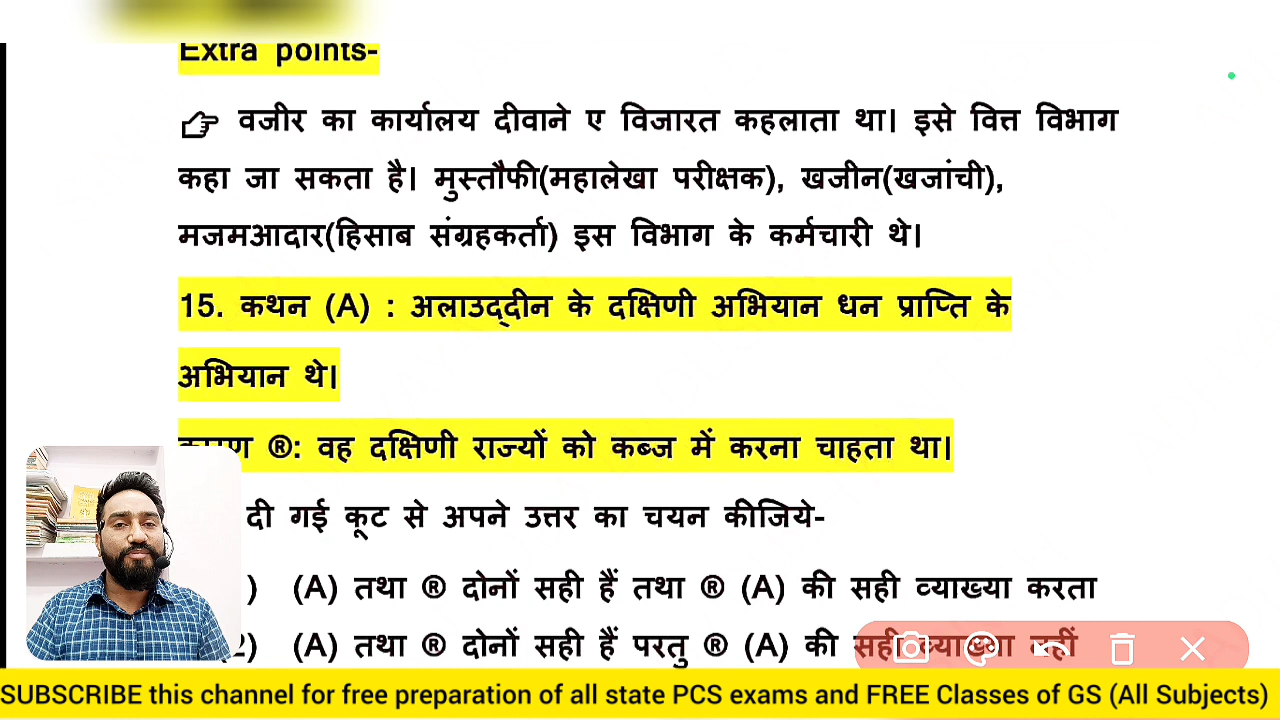 Extra points-
वजीर का कार्यालय दीवाने ए विजारत कहलाता था। इसे वित्त विभाग
कहा जा सकता है। मुस्तौफी(महालेखा परीक्षक), खजीन(खजांची),
मजमआदार(हिसाब संग्रहकर्ता) इस विभाग के कर्मचारी थे।
15. कथन (A) : अलाउद्दीन के दक्षिणी अभियान धन प्राप्ति के
अभियान थे।
®: वह दक्षिणी राज्यों को कब्ज में करना चाहता था।
दी गई कूट से अपने उत्तर का चयन कीजिये-
) (A) तथा ® दोनों सही हैं तथा ® (A) की सही व्याख्या करता
2) (A) तथा ® दोनों सही हैं परतु ® (A) की सही व्याख्या नहीं
SUBSCRIBE this channel for free preparation of all state PCS exams and FREE Classes of GS (All Subjects)